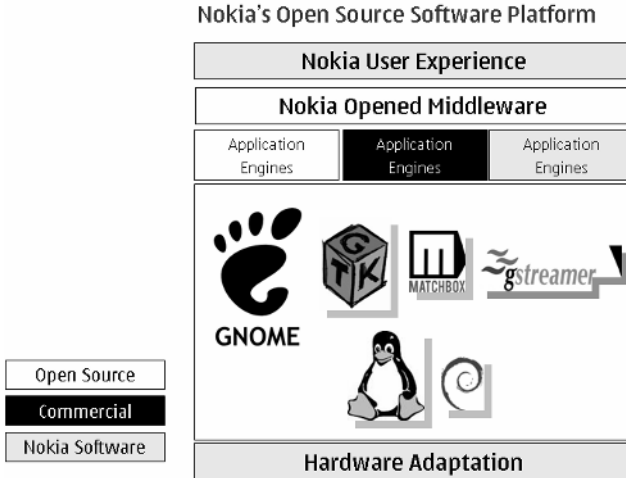 Nokia's Open Source Software Platform
Nokia User Experience
Nokia Opened Middleware
Application Engines
Application Engines
Application Engines
GTK
MATCHBOX
gstreamer
GNOME
Open Source
Commercial
Nokia Software
Hardware Adaptation